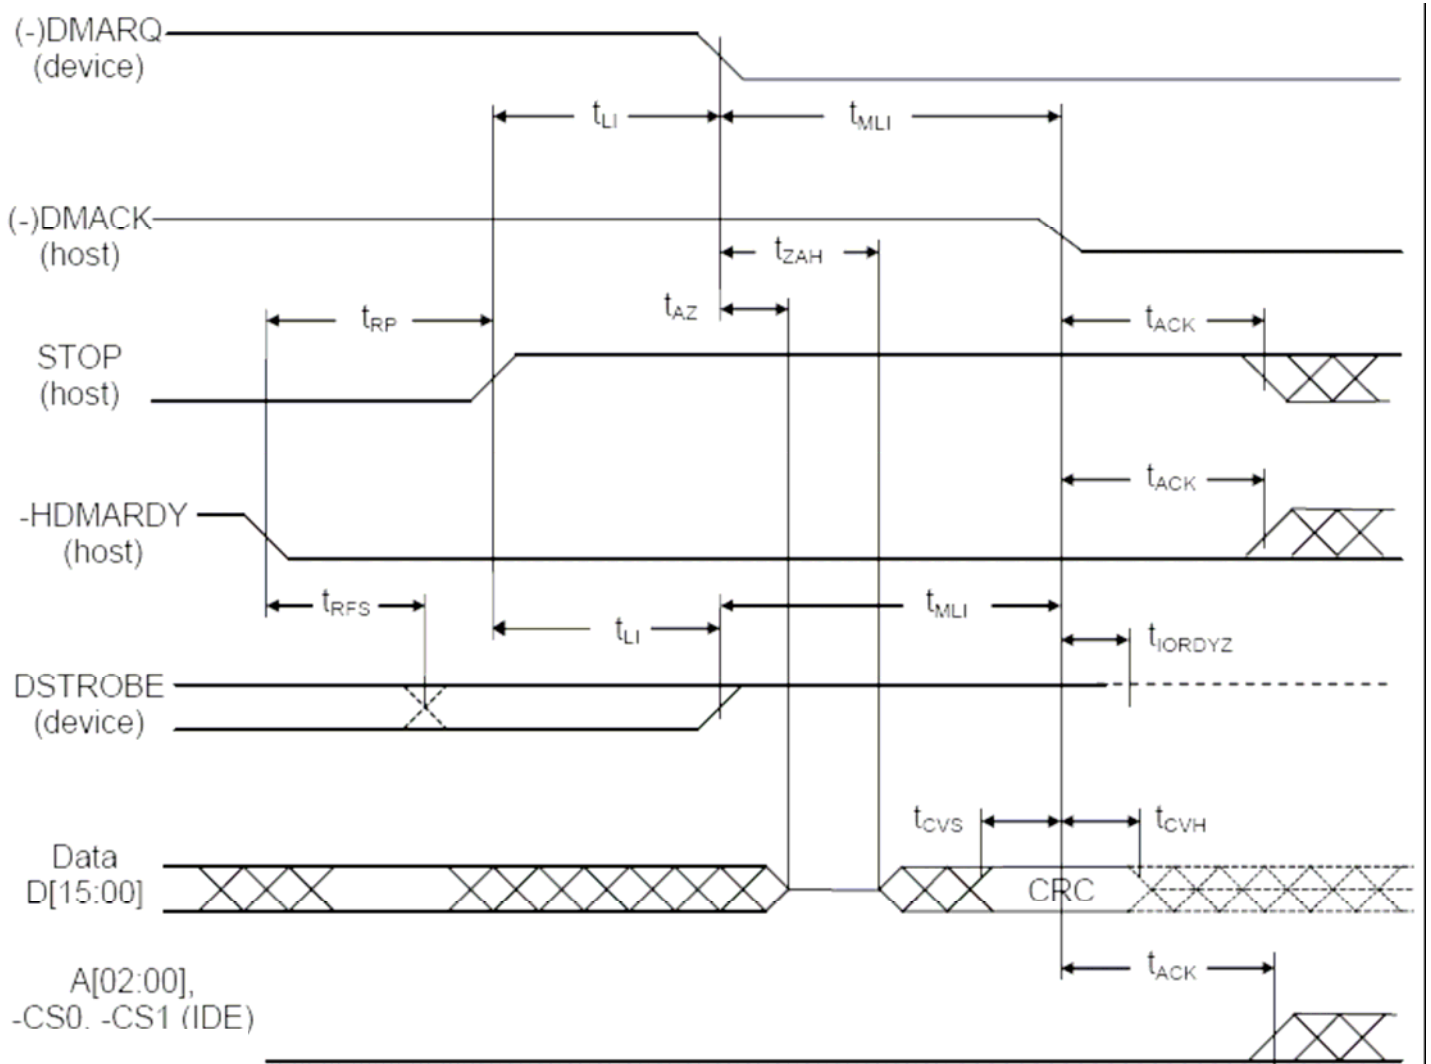 (-)DMARQ
(device)
tLI
tMLI
(-)DMACK
(host)
tZAH
tAZ
tRP
tACK
STOP
(host)
tACK
-HDMARDY
(host)
tRFS
tMLI
tLI
tIORDYZ
DSTROBE
(device)
tCVS
tCVH
Data
D[15:00]
CRC
tACK
A[02:00],
-CS0. -CS1 (IDE)